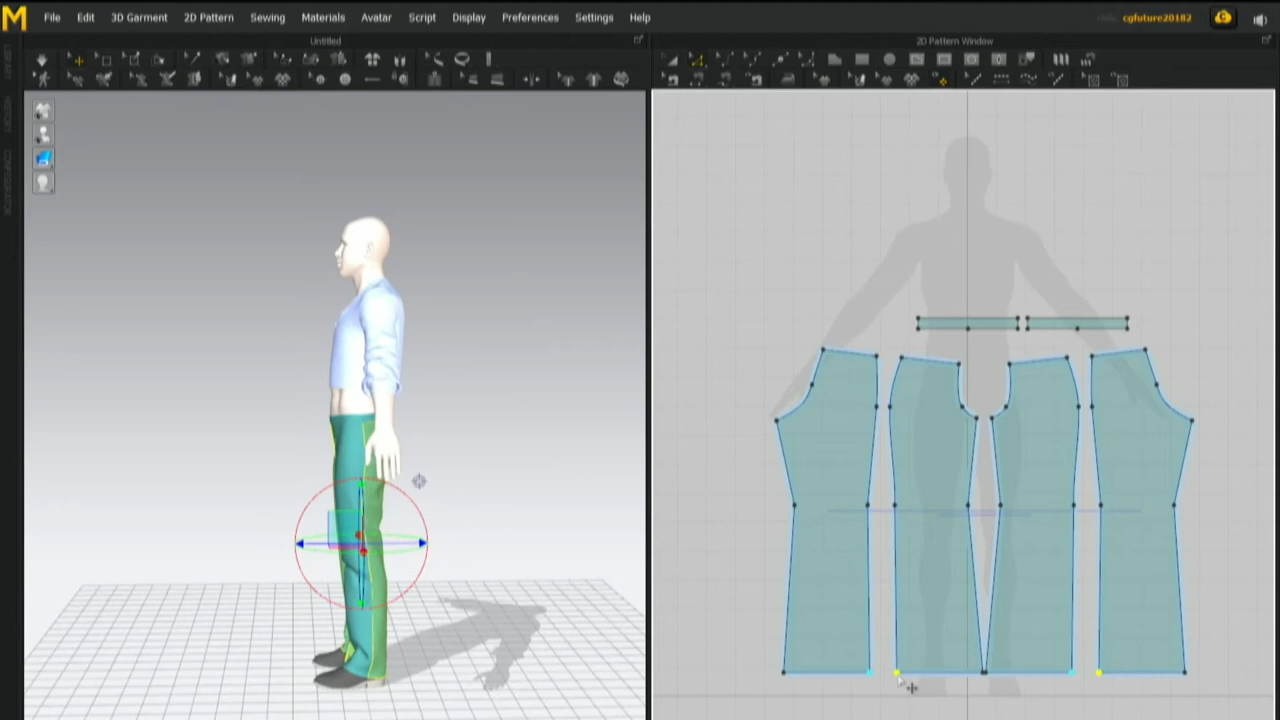 M File Edit 3D Garment 2D Pattern Sewing Materials Avatar Script Display Preferences Settings Help cgfuture20182
Untitled 2D Pattern Window